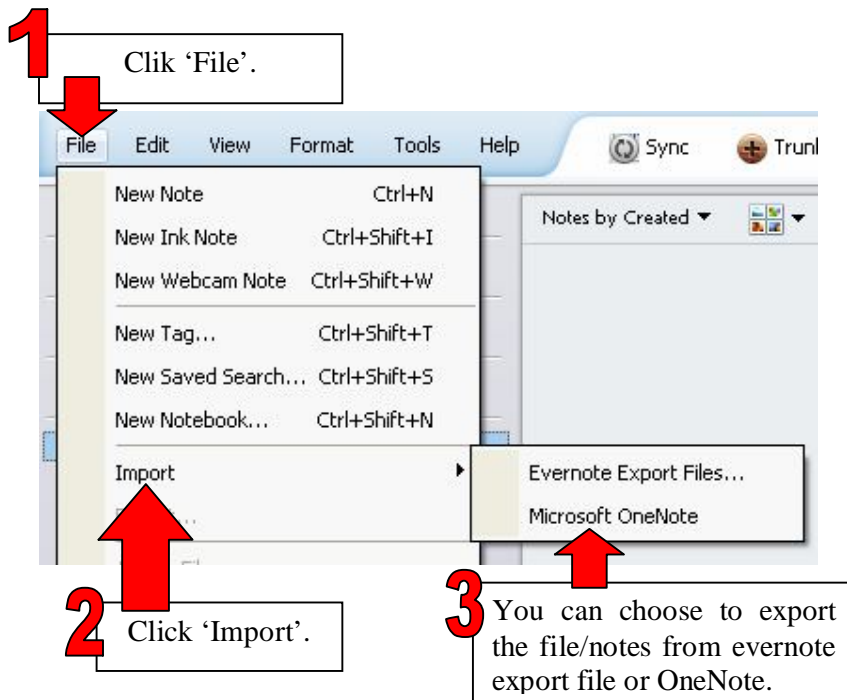 1
Clik ‘File’.
File Edit View Format Tools Help Sync
New Note Ctrl+N
Notes by Created
New Ink Note Ctrl+Shift+I
New Webcam Note Ctrl+Shift+W
New Tag... Ctrl+Shift+T
New Saved Search... Ctrl+Shift+S
New Notebook... Ctrl+Shift+N
Import
Evernote Export Files...
Microsoft OneNote
2
Click ‘Import’.
3
You can choose to export
the file/notes from evernote
export file or OneNote.